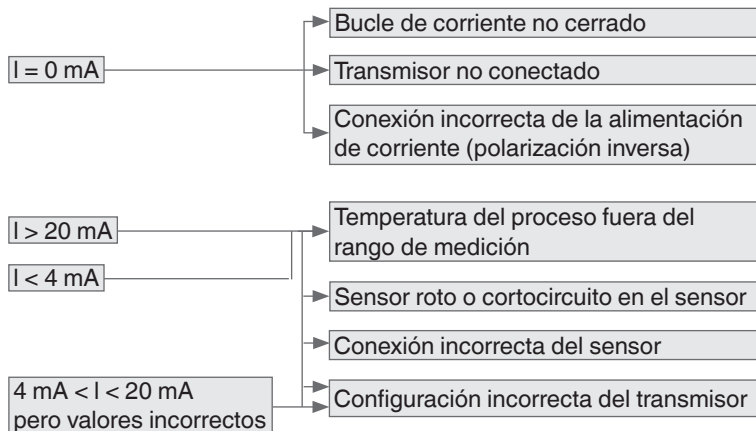 Bucle de corriente no cerrado
I = 0 mA
Transmisor no conectado
Conexión incorrecta de la alimentación
de corriente (polarización inversa)
I > 20 mA
Temperatura del proceso fuera del
rango de medición
I < 4 mA
Sensor roto o cortocircuito en el sensor
Conexión incorrecta del sensor
4 mA < I < 20 mA
pero valores incorrectos
Configuración incorrecta del transmisor